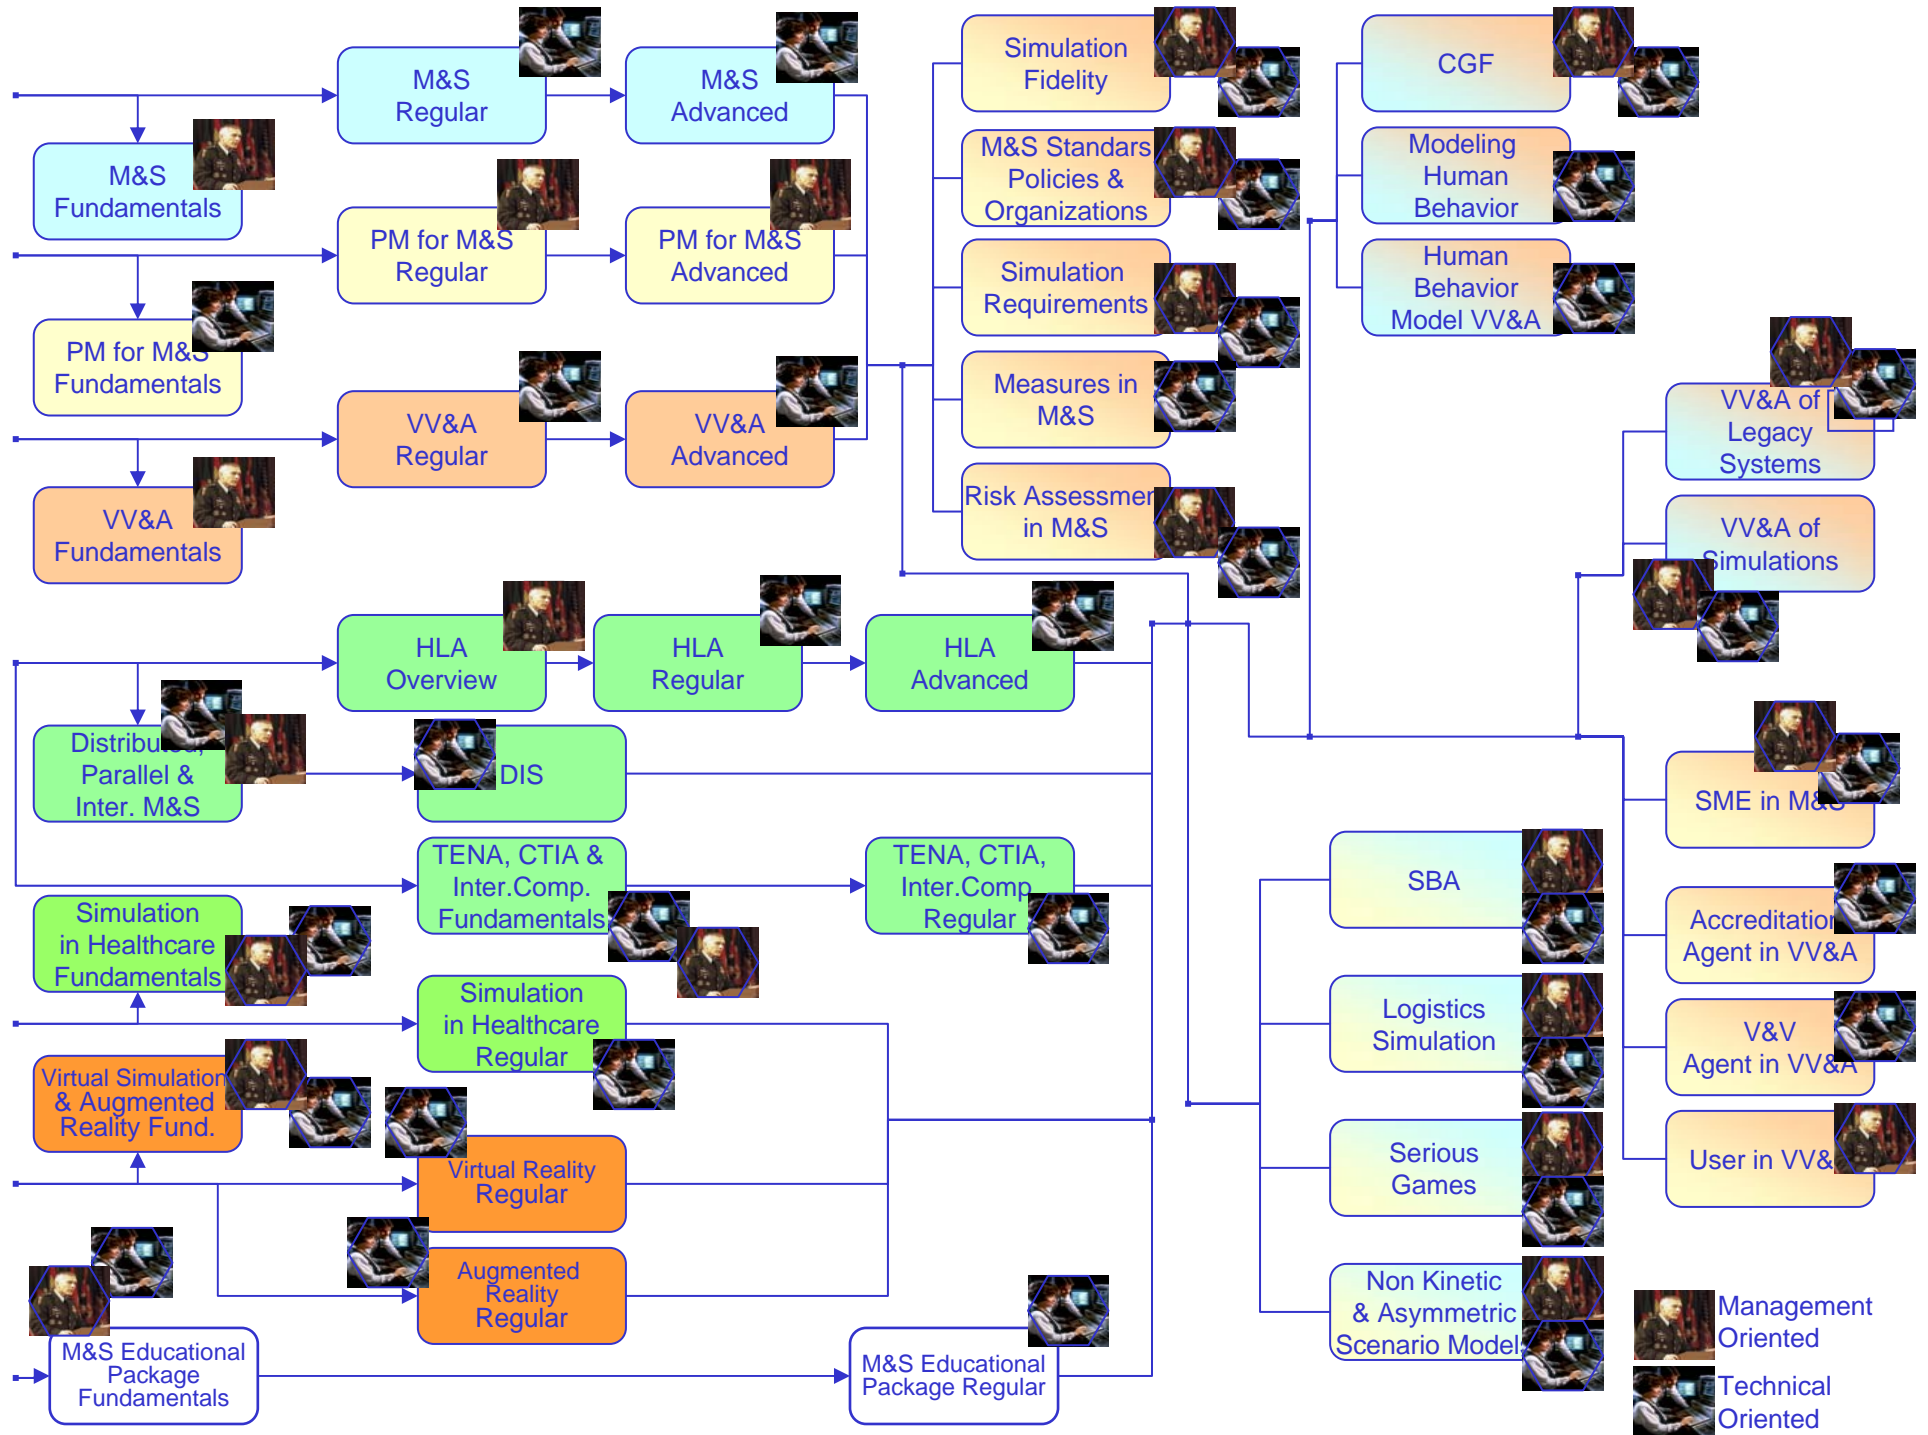 M&S
Regular
M&S
Advanced
M&S
Fundamentals
PM for M&S
Regular
PM for M&S
Advanced
PM for M&S
Fundamentals
VV&A
Regular
VV&A
Advanced
VV&A
Fundamentals
Simulation
Fidelity
M&S Standars
Policies &
Organizations
Simulation
Requirements
Measures in
M&S
Risk Assessmen
in M&S
CGF
Modeling
Human
Behavior
Human
Behavior
Model VV&A
VV&A of
Legacy
Systems
VV&A of
Simulations
HLA
Overview
HLA
Regular
HLA
Advanced
Distributed,
Parallel &
Inter. M&S
DIS
TENA, CTIA &
Inter.Comp.
Fundamentals
TENA, CTIA,
Inter.Comp
Regular
Simulation
in Healthcare
Fundamentals
Simulation
in Healthcare
Regular
Virtual Simulation
& Augmented
Reality Fund.
Virtual Reality
Regular
Augmented
Reality
Regular
M&S Educational
Package
Fundamentals
M&S Educational
Package Regular
SBA
Logistics
Simulation
Serious
Games
Non Kinetic
& Asymmetric
Scenario Models
SME in M&S
Accreditation
Agent in VV&A
V&V
Agent in VV&A
User in VV&
Management
Oriented
Technical
Oriented